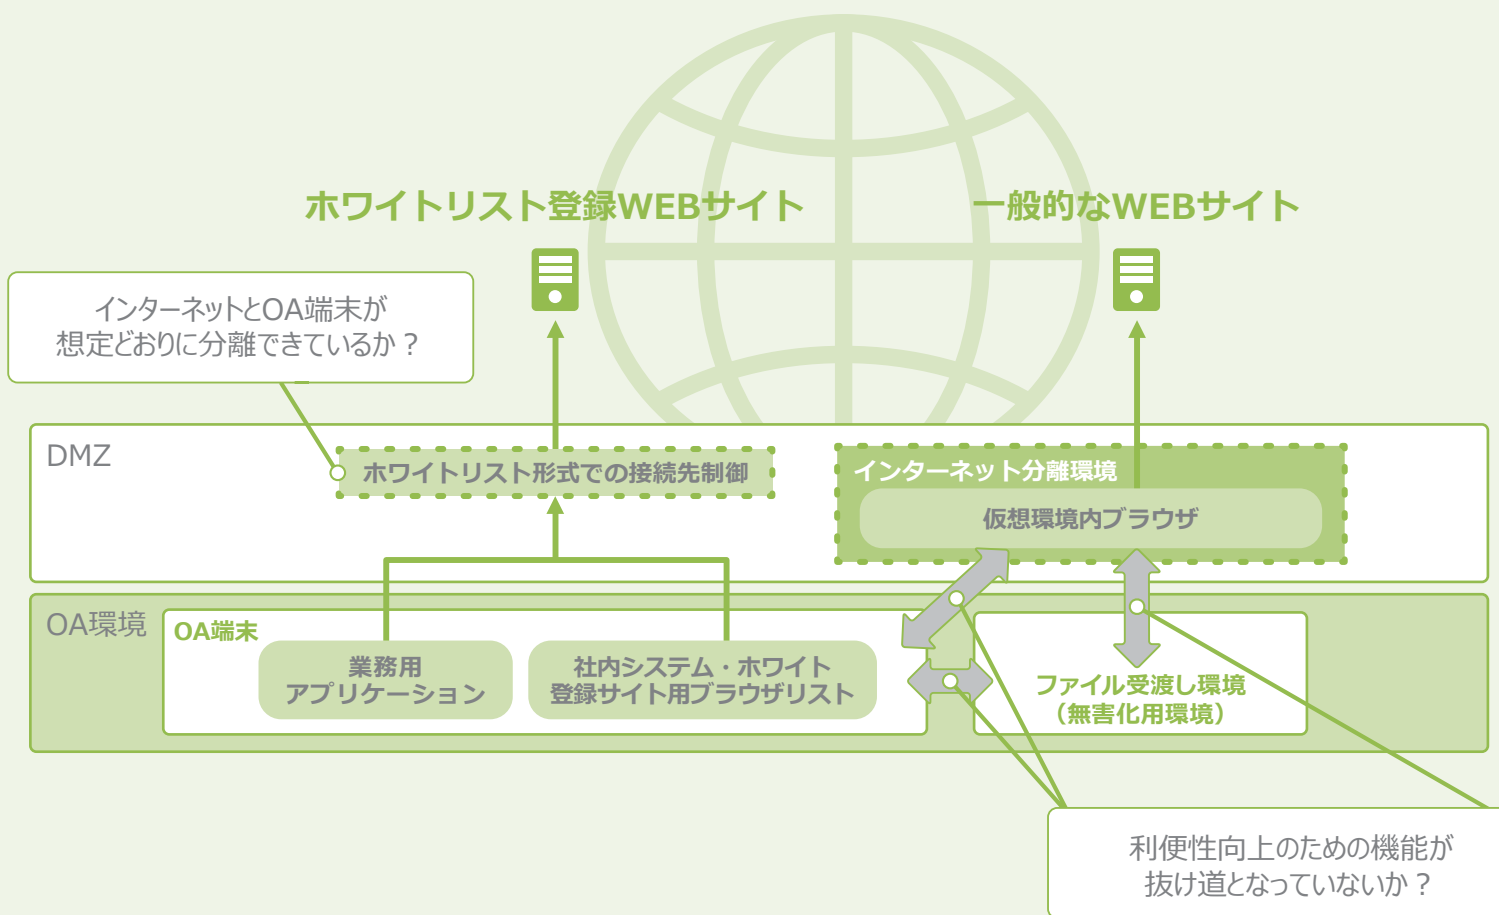 ホワイトリスト登録WEBサイト
一般的なWEBサイト
インターネットとOA端末が
想定どおりに分離できているか？
DMZ
ホワイトリスト形式での接続先制御
インターネット分離環境
仮想環境内ブラウザ
OA環境
OA端末
業務用
アプリケーション
社内システム・ホワイト
登録サイト用ブラウザリスト
ファイル受渡し環境
（無害化用環境）
利便性向上のための機能が
抜け道となっていないか？